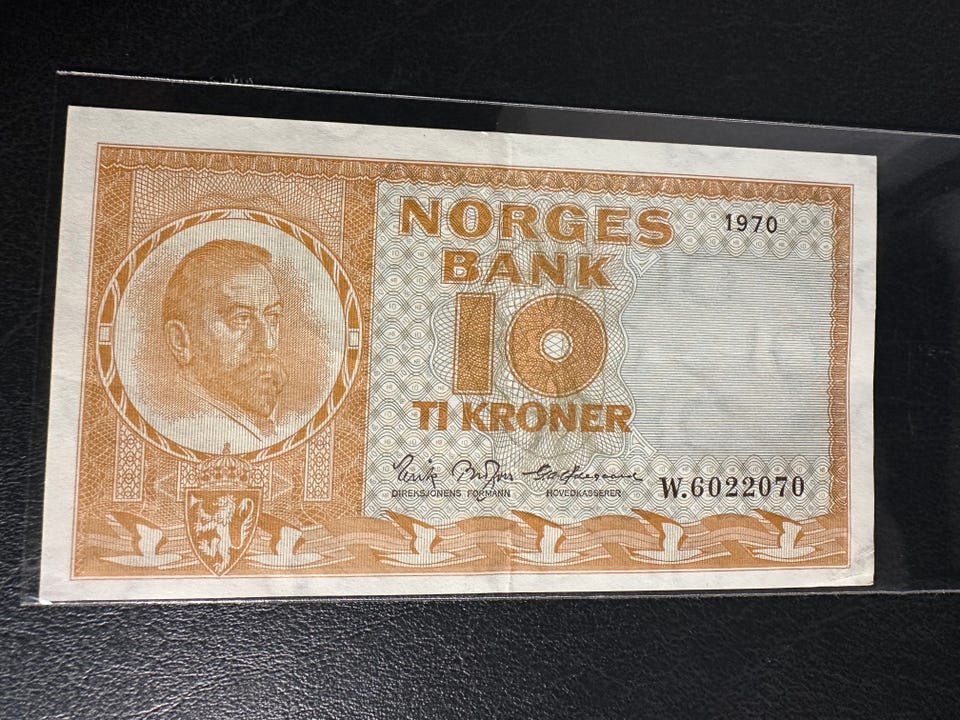 NORGES
BANK
1970
10
TI KRONER
DIREKSJONENS FORMANN
HOVEDKASSERER
W.6022070